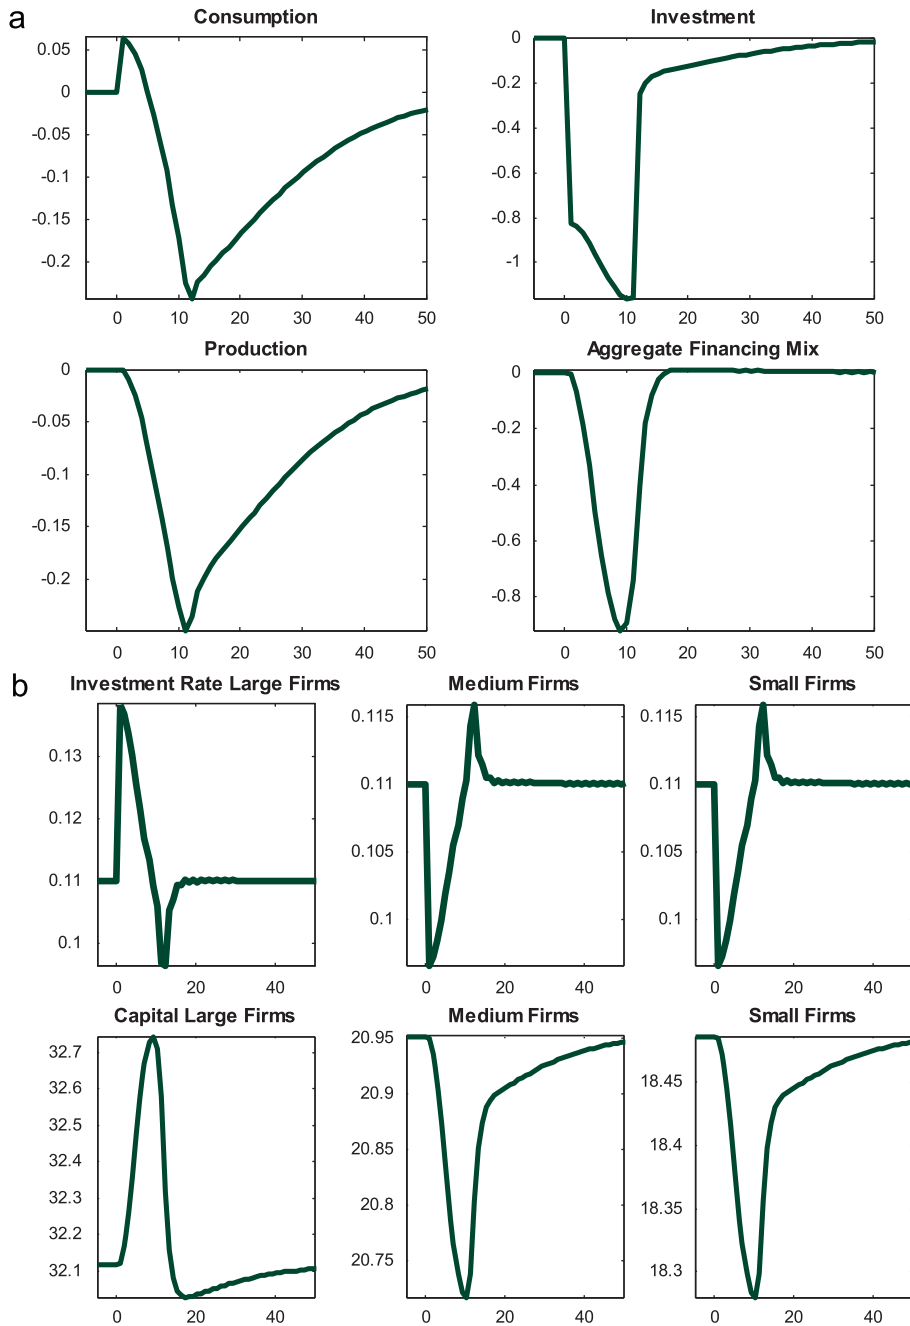 a
Consumption
Investment
0.05
0
-0.05
-0.1
-0.15
-0.2
0 10 20 30 40 50
0
-0.2
-0.4
-0.6
-0.8
-1
0 10 20 30 40 50
Production
Aggregate Financing Mix
0
-0.05
-0.1
-0.15
-0.2
0 10 20 30 40 50
0
-0.2
-0.4
-0.6
-0.8
0 10 20 30 40 50
b
Investment Rate Large Firms
Medium Firms
Small Firms
0.13
0.12
0.11
0.1
0 20 40
0.115
0.11
0.105
0.1
0 20 40
0.115
0.11
0.105
0.1
0 20 40
Capital Large Firms
Medium Firms
Small Firms
32.7
32.6
32.5
32.4
32.3
32.2
32.1
0 20 40
20.95
20.9
20.85
20.8
20.75
0 20 40
18.45
18.4
18.35
18.3
0 20 40